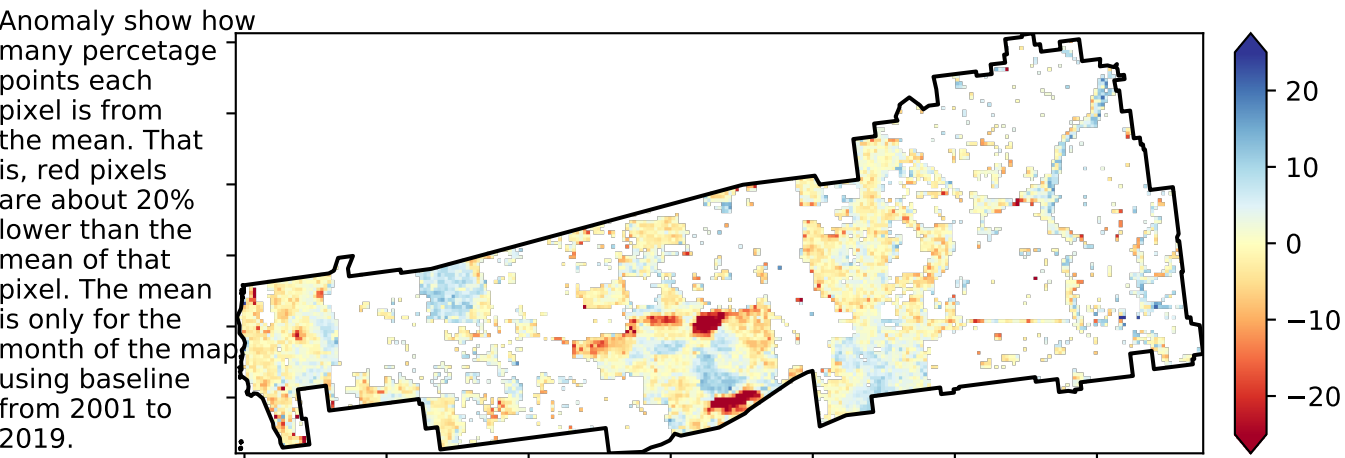 Anomaly show how
many percetage
points each
pixel is from
the mean. That
is, red pixels
are about 20%
lower than the
mean of that
pixel. The mean
is only for the
month of the map
using baseline
from 2001 to
2019.
20
10
0
−10
−20